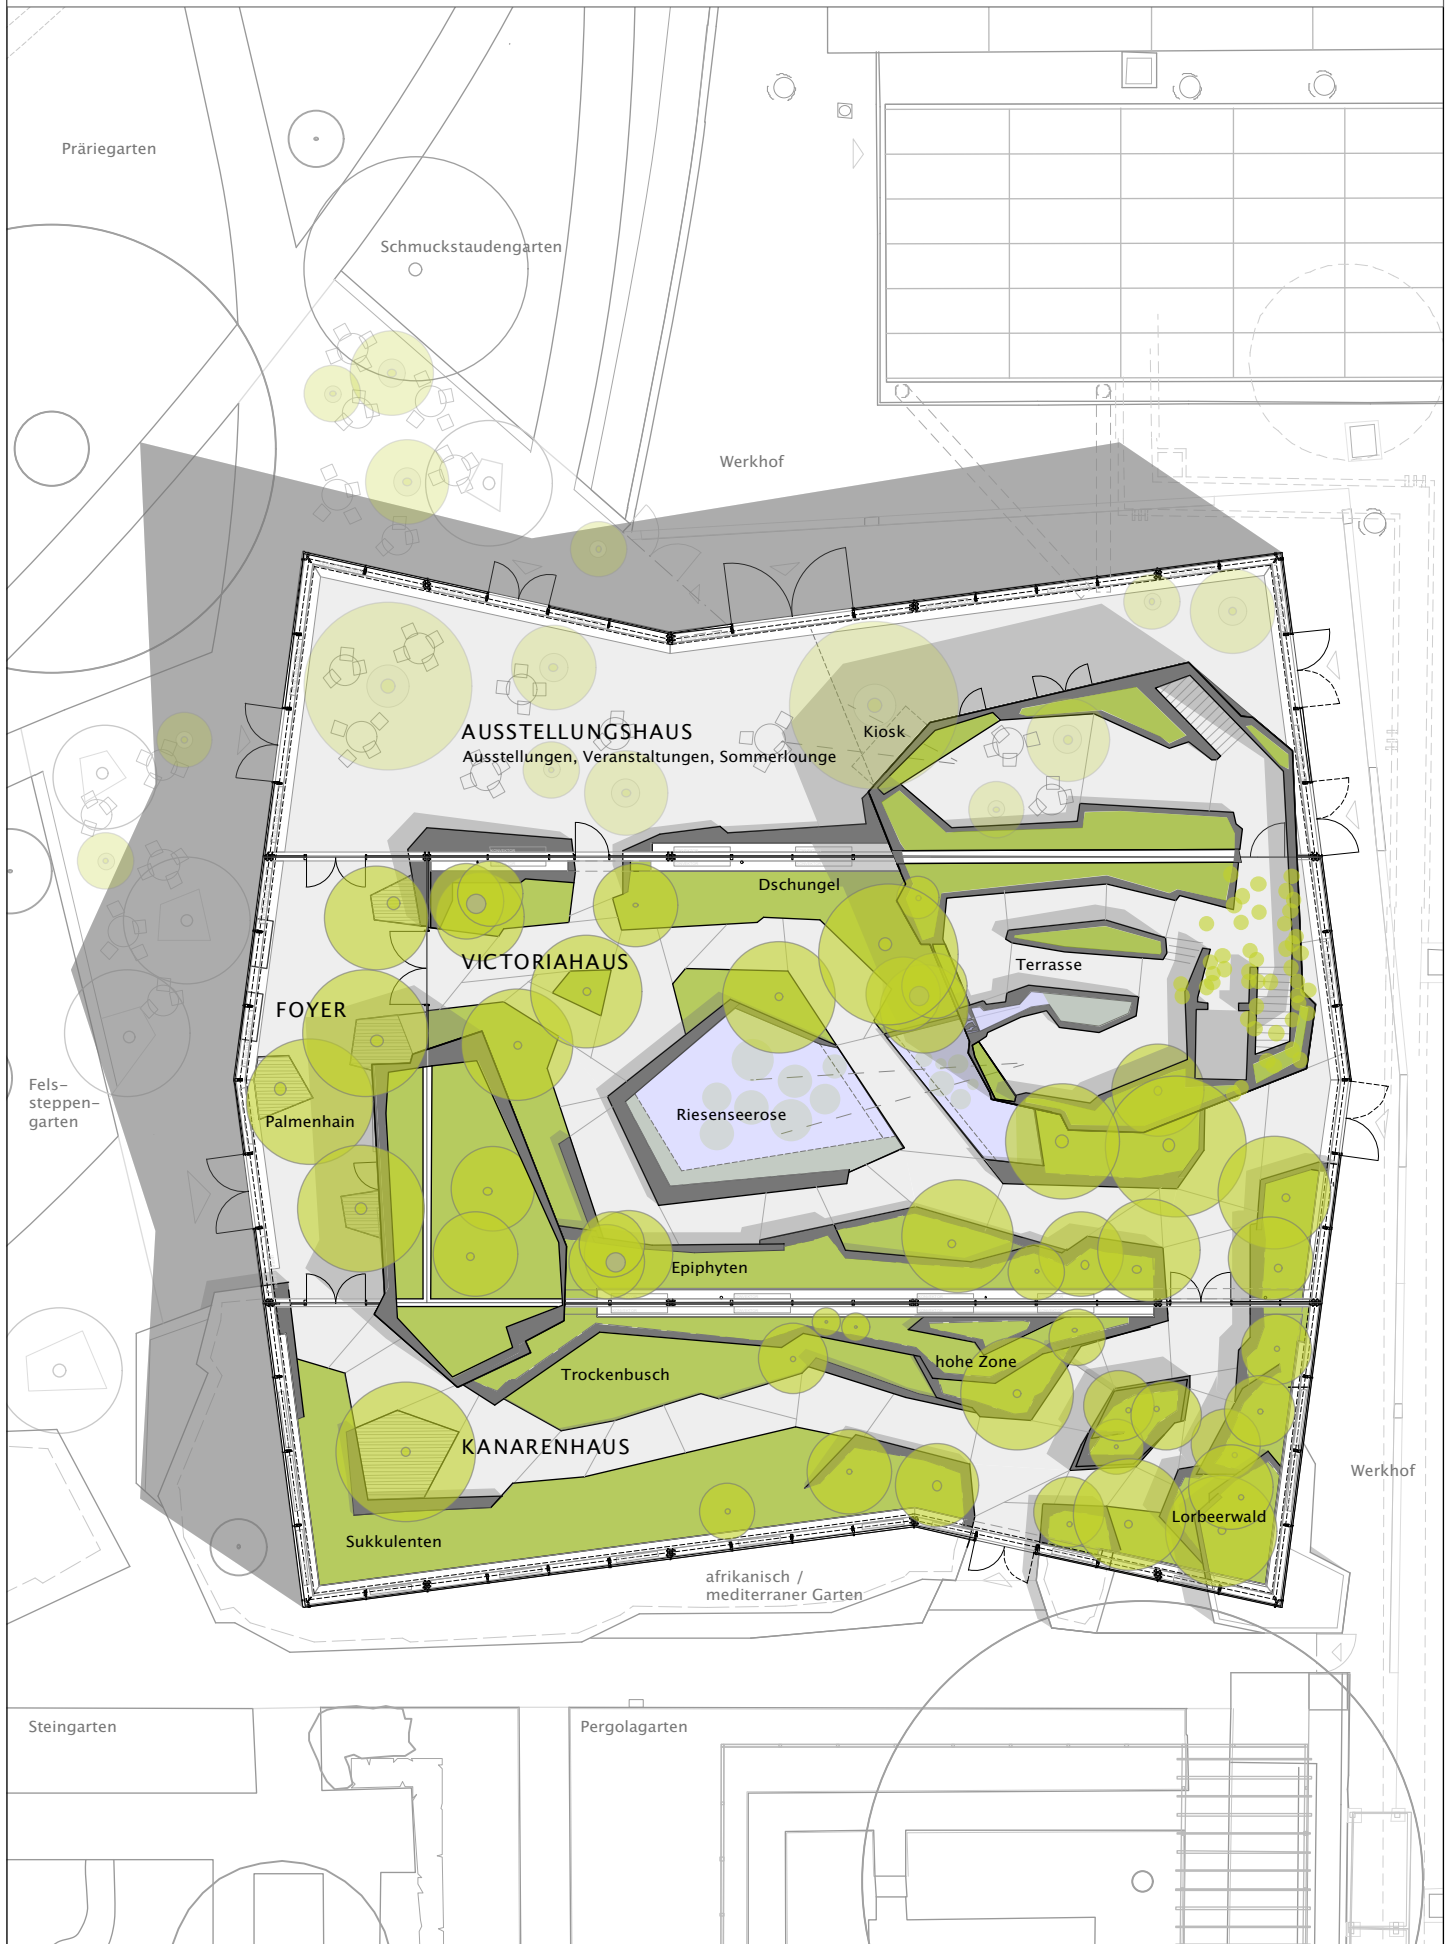 Präriegarten
Schmuckstaudengarten
Werkhof
AUSSTELLUNGSHAUS
Ausstellungen, Veranstaltungen, Sommerlounge
Kiosk
Dschungel
VICTORIAHAUS
Terrasse
FOYER
Fels-
steppen-
garten
Palmenhain
Riesenseerose
Epiphyten
Trockenbusch
hohe Zone
KANARENHAUS
Werkhof
Lorbeerwald
Sukkulenten
afrikanisch /
mediterraner Garten
Steingarten
Pergolagarten